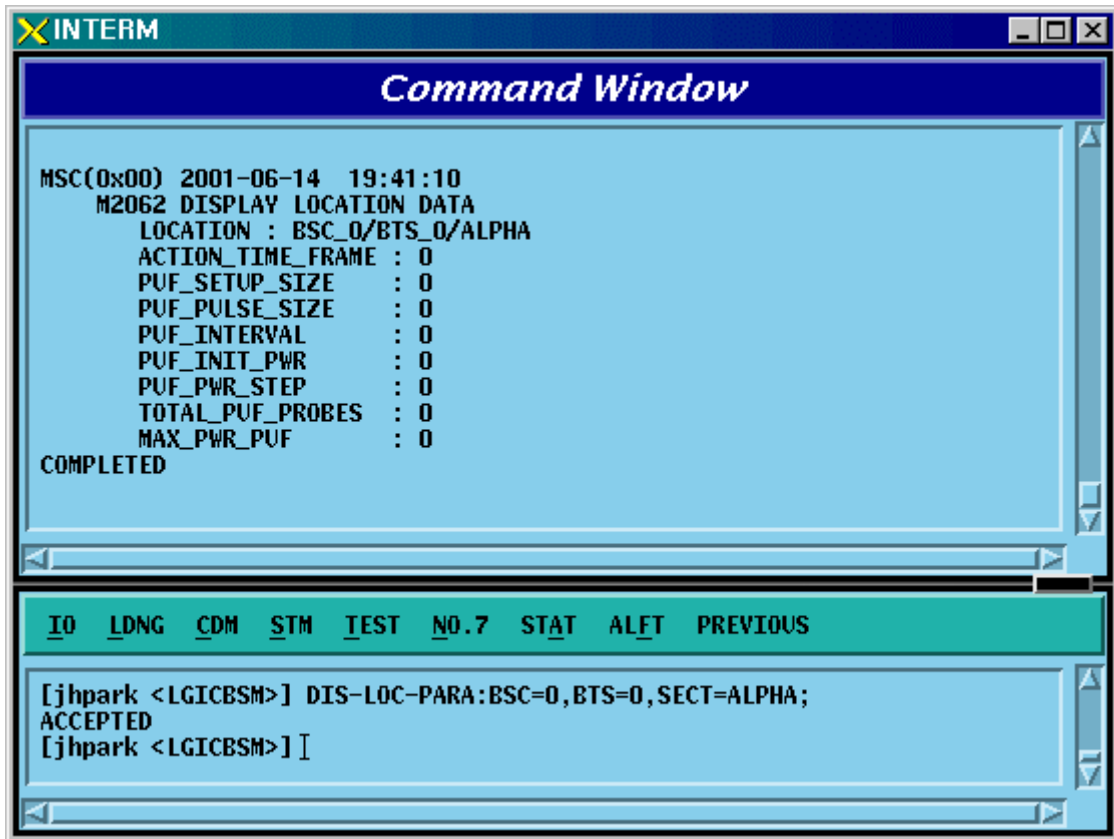 INTERM
Command Window
MSC(0x00) 2001-06-14 19:41:10
M2062 DISPLAY LOCATION DATA
LOCATION : BSC_0/BTS_0/ALPHA
ACTION_TIME_FRAME : 0
PUF_SETUP_SIZE : 0
PUF_PULSE_SIZE : 0
PUF_INTERVAL : 0
PUF_INIT_PWR : 0
PUF_PWR_STEP : 0
TOTAL_PUF_PROBES : 0
MAX_PWR_PUF : 0
COMPLETED
IO LDNG CDM STM TEST NO.7 STAT ALFT PREVIOUS
[jhpark <LGICBSM>] DIS-LOC-PARA:BSC=0,BTS=0,SECT=ALPHA;
ACCEPTED
[jhpark <LGICBSM>]